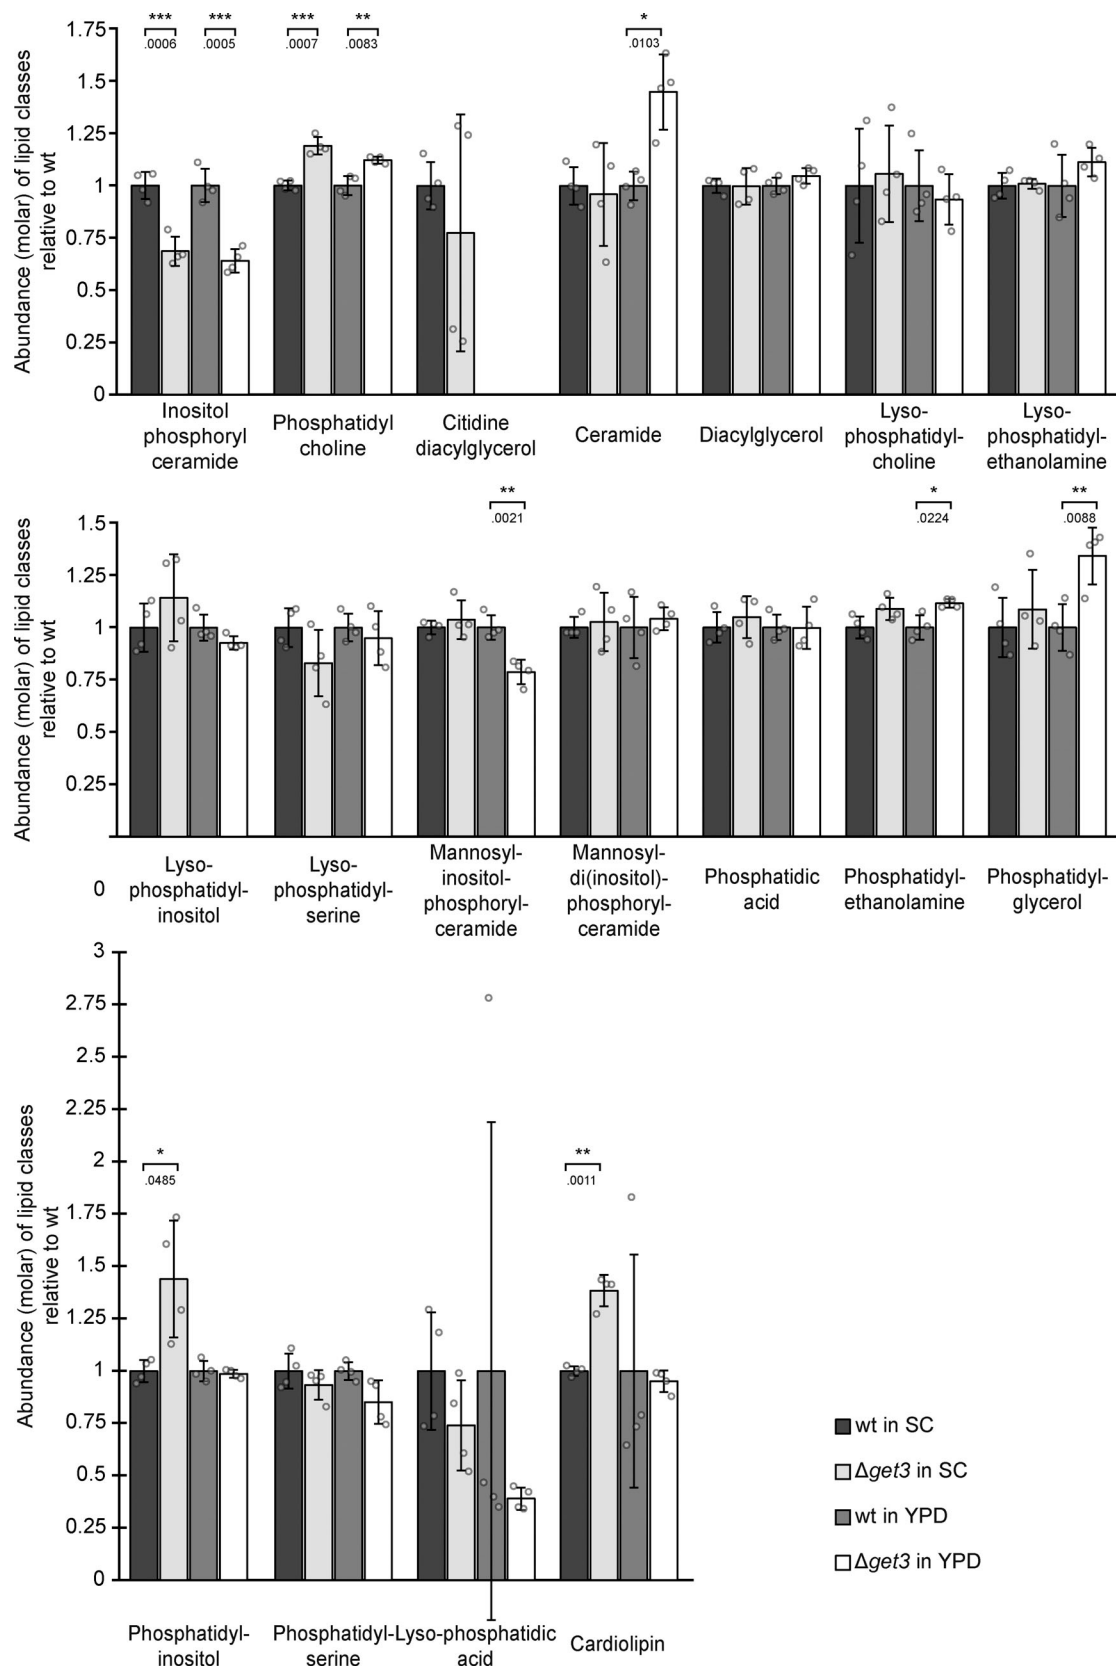 *** *** *** ** *
.0006 .0005 .0007 .0083 .0103
Abundance (molar) of lipid classes
relative to wt
1.75
1.5
1.25
1
0.75
0.5
0.25
0
Inositol
phosphoryl
ceramide
Phosphatidyl
choline
Citidine
diacylglycerol
Ceramide
Diacylglycerol
Lyso-
phosphatidyl-
choline
Lyso-
phosphatidyl-
ethanolamine
** * **
.0021 .0224 .0088
Abundance (molar) of lipid classes
relative to wt
1.5
1.25
1
0.75
0.5
0.25
0
Lyso-
phosphatidyl-
inositol
Lyso-
phosphatidyl-
serine
Mannosyl-
inositol-
phosphoryl-
ceramide
Mannosyl-
di(inositol)-
phosphoryl-
ceramide
Phosphatidic
acid
Phosphatidyl-
ethanolamine
Phosphatidyl-
glycerol
* **
.0485 .0011
Abundance (molar) of lipid classes
relative to wt
3
2.75
2.5
2.25
2
1.75
1.5
1.25
1
0.75
0.5
0.25
0
Phosphatidyl-
inositol
Phosphatidyl-
serine
Lyso-phosphatidic
acid
Cardiolipin
wt in SC
Δget3 in SC
wt in YPD
Δget3 in YPD